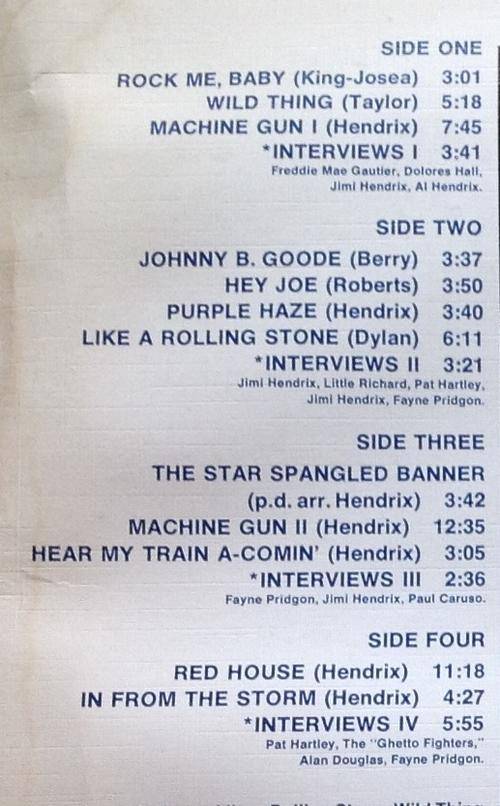 SIDE ONE
ROCK ME, BABY (King-Josea) 3:01
WILD THING (Taylor) 5:18
MACHINE GUN I (Hendrix) 7:45
*INTERVIEWS I 3:41
Freddie Mae Gautier, Dolores Hall,
Jimi Hendrix, Al Hendrix.
SIDE TWO
JOHNNY B. GOODE (Berry) 3:37
HEY JOE (Roberts) 3:50
PURPLE HAZE (Hendrix) 3:40
LIKE A ROLLING STONE (Dylan) 6:11
*INTERVIEWS II 3:21
Jimi Hendrix, Little Richard, Pat Hartley,
Jimi Hendrix, Fayne Pridgon.
SIDE THREE
THE STAR SPANGLED BANNER
(p.d. arr. Hendrix) 3:42
MACHINE GUN II (Hendrix) 12:35
HEAR MY TRAIN A-COMIN' (Hendrix) 3:05
*INTERVIEWS III 2:36
Fayne Pridgon, Jimi Hendrix, Paul Caruso.
SIDE FOUR
RED HOUSE (Hendrix) 11:18
IN FROM THE STORM (Hendrix) 4:27
*INTERVIEWS IV 5:55
Pat Hartley, The "Ghetto Fighters,"
Alan Douglas, Fayne Pridgon.